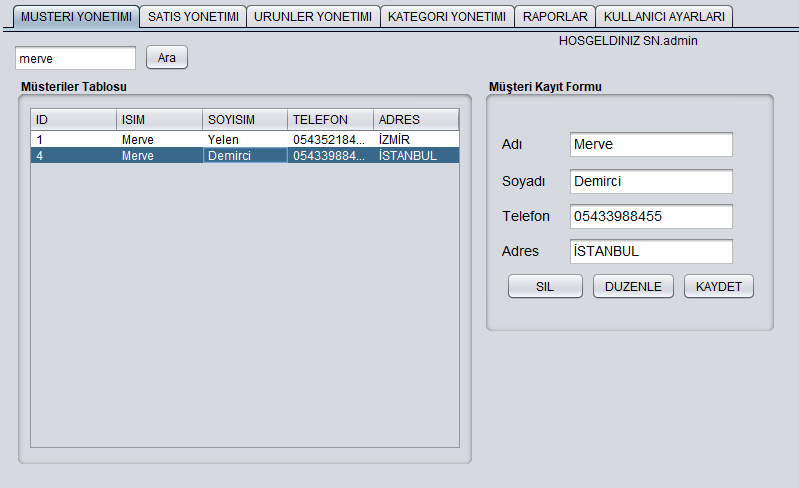 MUSTERI YONETIMI SATIS YONETIMI URUNLER YONETIMI KATEGORI YONETIMI RAPORLAR KULLANICI AYARLARI
HOSGELDINIZ SN.admin
merve Ara
Müsteriler Tablosu
ID ISIM SOYISIM TELEFON ADRES
1 Merve Yelen 054352184... İZMİR
4 Merve Demirci 054339884... İSTANBUL
Müşteri Kayıt Formu
Adı Merve
Soyadı Demirci
Telefon 05433988455
Adres İSTANBUL
SIL DUZENLE KAYDET